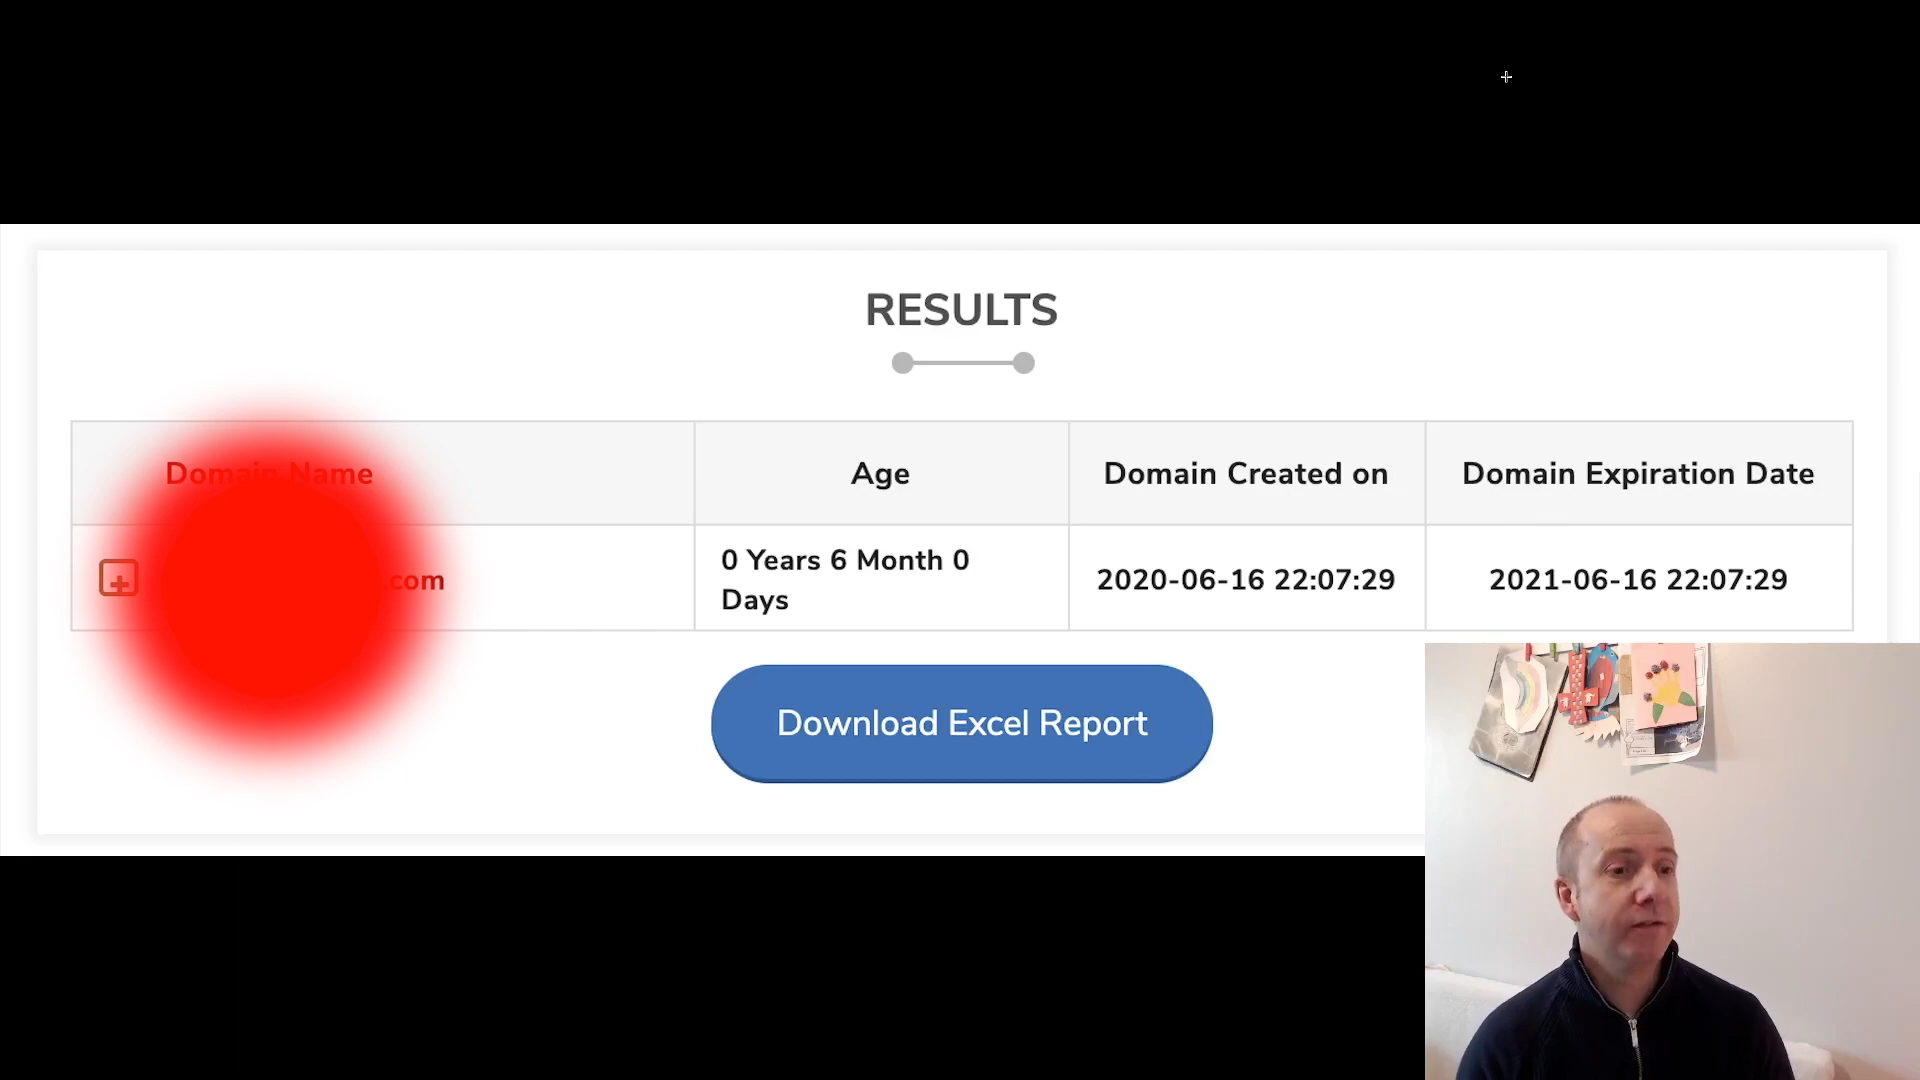 RESULTS
Domain Name
Age
Domain Created on
Domain Expiration Date
.com
0 Years 6 Month 0
Days
2020-06-16 22:07:29
2021-06-16 22:07:29
Download Excel Report